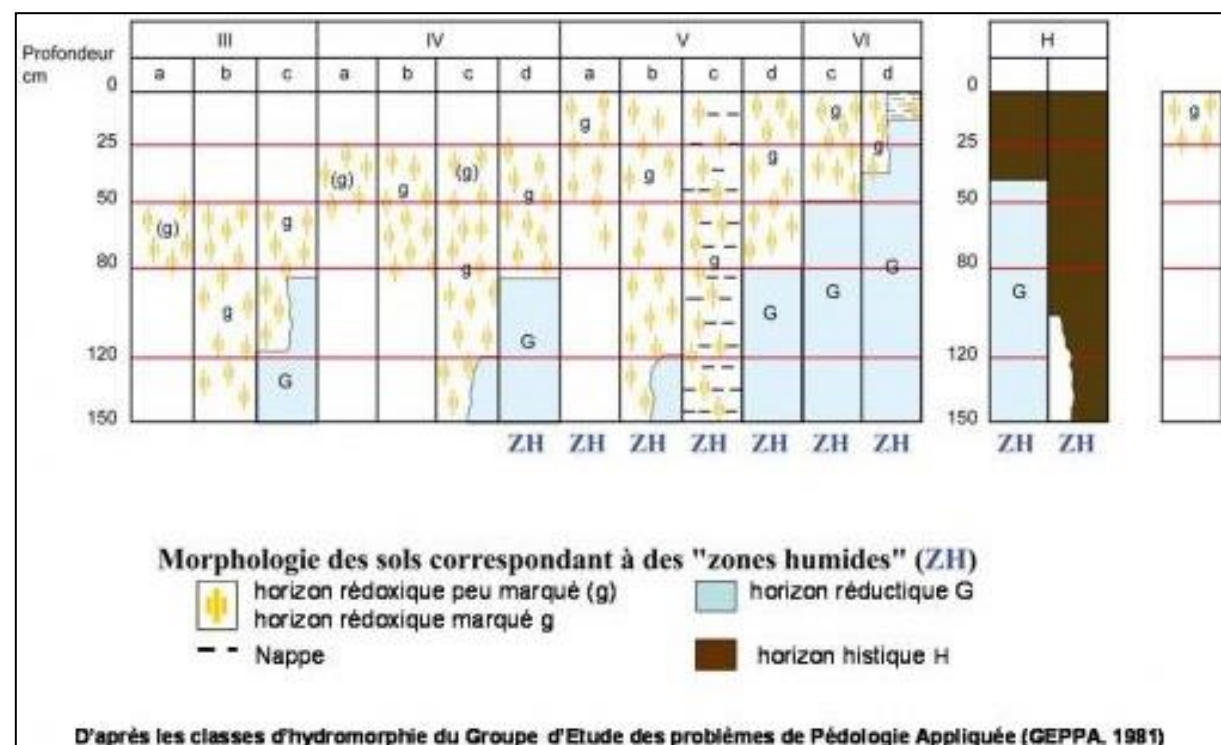 III IV V VI H
Profondeur
cm
a b c a b c d a b c d c d
0 0
g g g
25 25
g
(g) g (g) g g
50 50
(g) g g
80 80
g g G G
g G G G G
120 120
G
150 150
ZH ZH ZH ZH ZH ZH ZH ZH
Morphologie des sols correspondant à des "zones humides" (ZH)
horizon rédoxique peu marqué (g)
horizon réductique G
horizon rédoxique marqué g
Nappe
horizon histique H
D'après les classes d'hydromorphie du Groupe d'Etude des problèmes de Pédologie Appliquée (GEPPA. 1981)